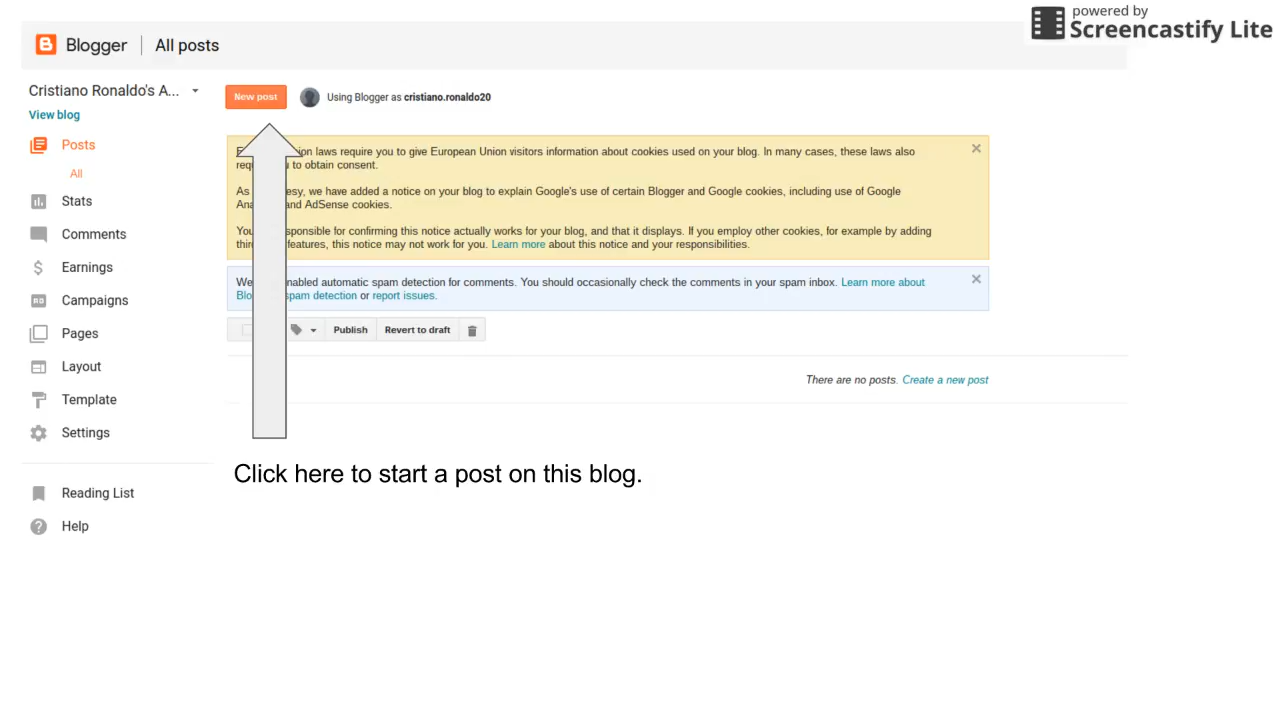 powered by
Screencastify Lite
Blogger All posts
Cristiano Ronaldo's A...
View blog
New post Using Blogger as cristiano.ronaldo20
Posts
All
Stats
Comments
Earnings
Campaigns
Pages
Layout
Template
Settings
Reading List
Help
laws require you to give European Union visitors information about cookies used on your blog. In many cases, these laws also
to obtain consent.
As we have added a notice on your blog to explain Google's use of certain Blogger and Google cookies, including use of Google
and AdSense cookies.
for confirming this notice actually works for your blog, and that it displays. If you employ other cookies, for example by adding
features, this notice may not work for you. Learn more about this notice and your responsibilities.
We automatic spam detection for comments. You should occasionally check the comments in your spam inbox. Learn more about
spam detection or report issues.
Publish Revert to draft
There are no posts. Create a new post
Click here to start a post on this blog.